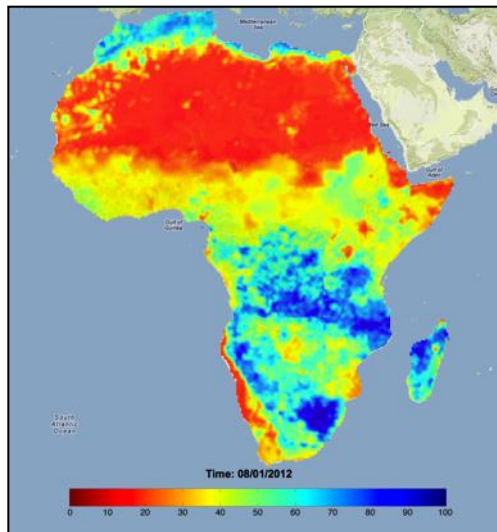 Mediterranean
Sea
Red Sea
Gulf of
Aden
Gulf of
Guinea
South
Atlantic
Ocean
Time: 08/01/2012
0 10 20 30 40 50 60 70 80 90 100